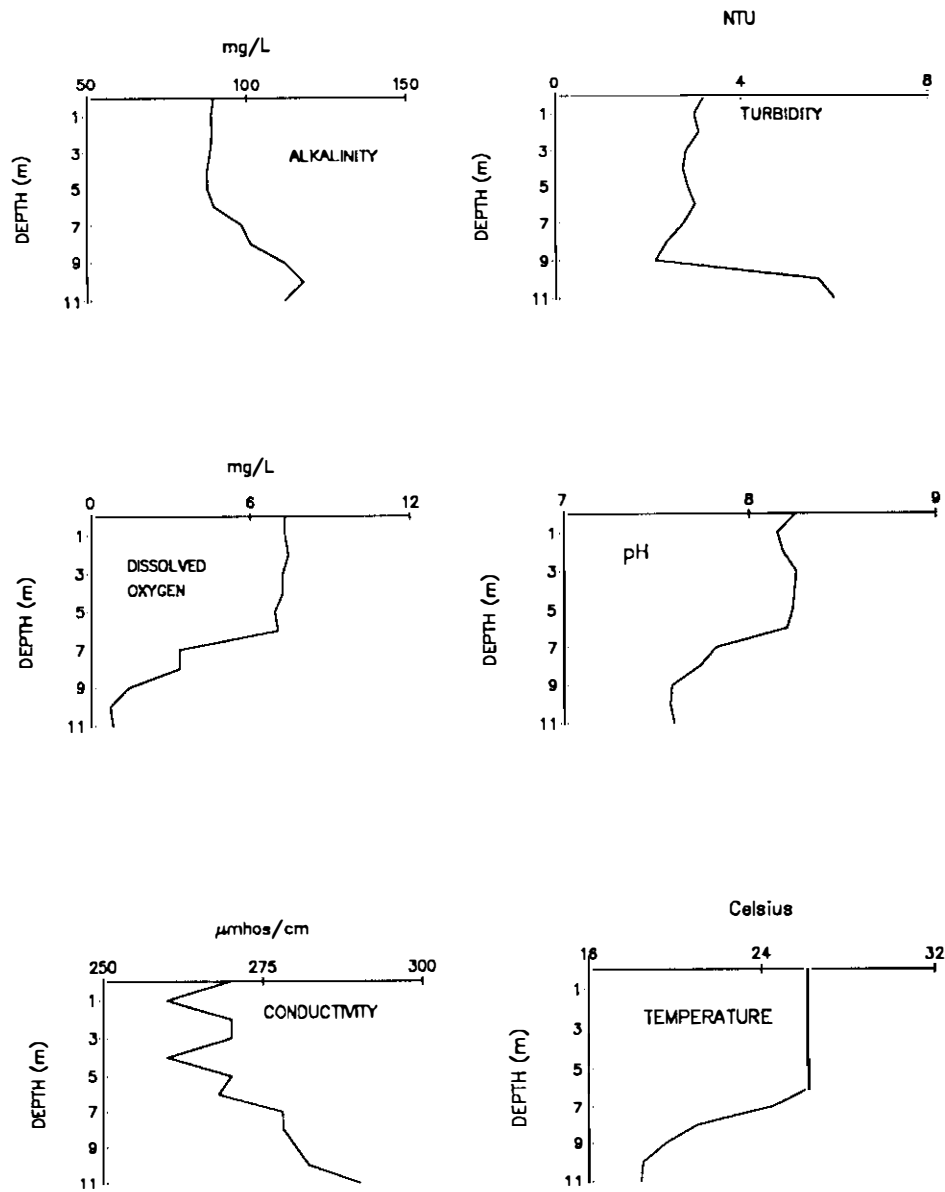 mg/L
50 100 150
1
3
5
7
9
11
DEPTH (m)
ALKALINITY
NTU
0 4 8
1
3
5
7
9
11
DEPTH (m)
TURBIDITY
mg/L
0 6 12
1
3
5
7
9
11
DEPTH (m)
DISSOLVED
OXYGEN
7 8 9
1
3
5
7
9
11
DEPTH (m)
pH
μmhos/cm
250 275 300
1
3
5
7
9
11
DEPTH (m)
CONDUCTIVITY
Celsius
16 24 32
1
3
5
7
9
11
DEPTH (m)
TEMPERATURE